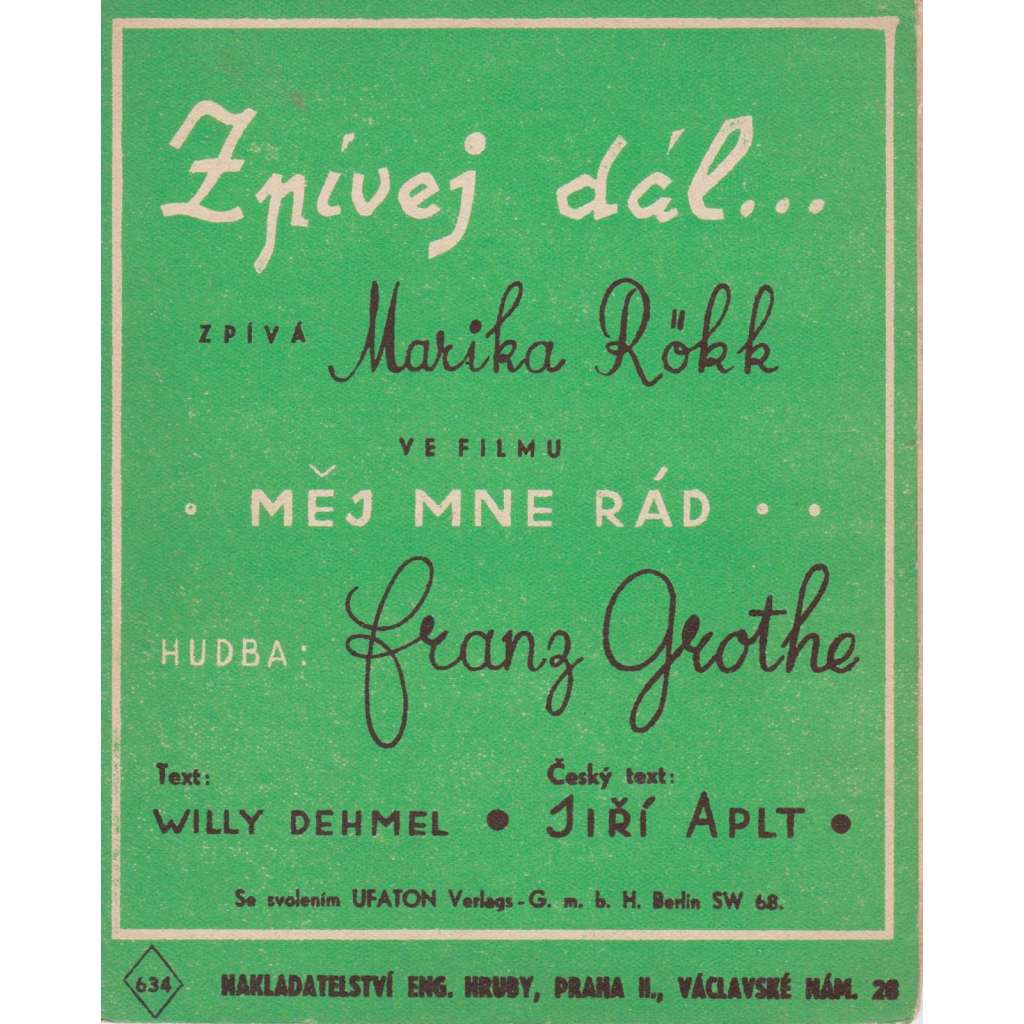 Zpívej dál...
ZPÍVÁ Marika Rökk
VE FILMU
· MĚJ MNE RÁD · ·
HUDBA: Franz Grothe
Text: Český text:
WILLY DEHMEL • JIŘÍ APLT •
Se svolením UFATON Verlags-G. m. b. H. Berlin SW 68.
634 NAKLADATELSTVÍ ENG. HRUBY, PRAHA II., VÁCLAVSKÉ NÁM. 28